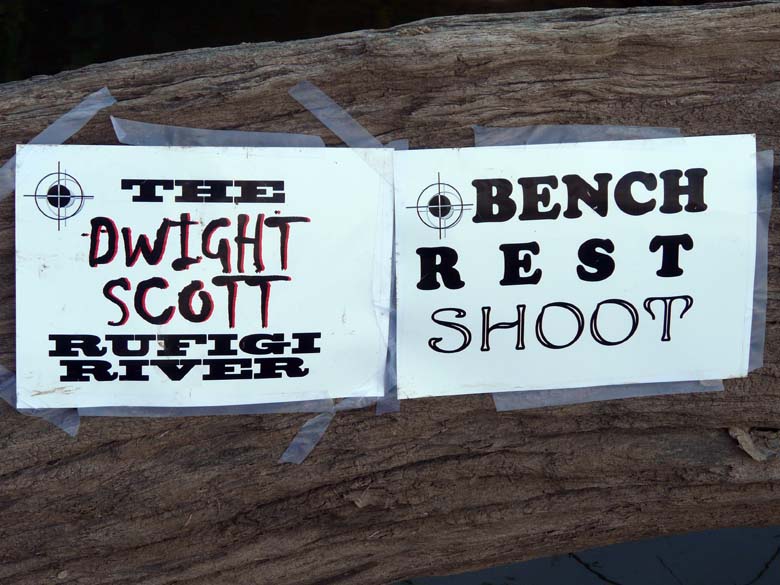 THE
DWIGHT
SCOTT
RUFIGI
RIVER
BENCH
REST
SHOOT